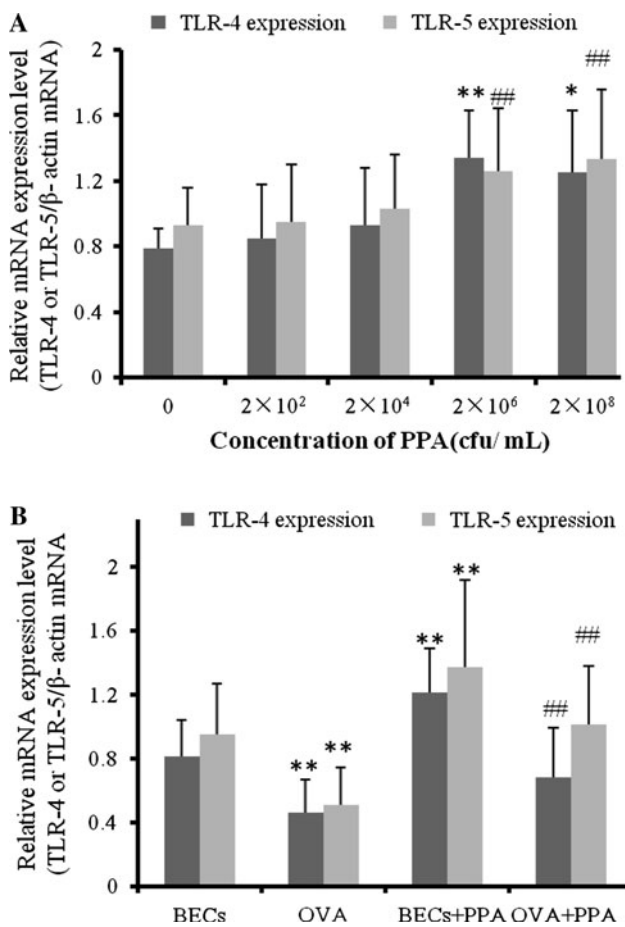 A
TLR-4 expression TLR-5 expression
Relative mRNA expression level
(TLR-4 or TLR-5/β- actin mRNA)
2
1.6
1.2
0.8
0.4
0
** ## * ##
0 2×10² 2×10⁴ 2×10⁶ 2×10⁸
Concentration of PPA(cfu/ mL)
B
TLR-4 expression TLR-5 expression
Relative mRNA expression level
(TLR-4 or TLR-5/β- actin mRNA
2
1.6
1.2
0.8
0.4
0
** ** ** ** ## ##
BECs OVA BECs+PPA OVA+PPA